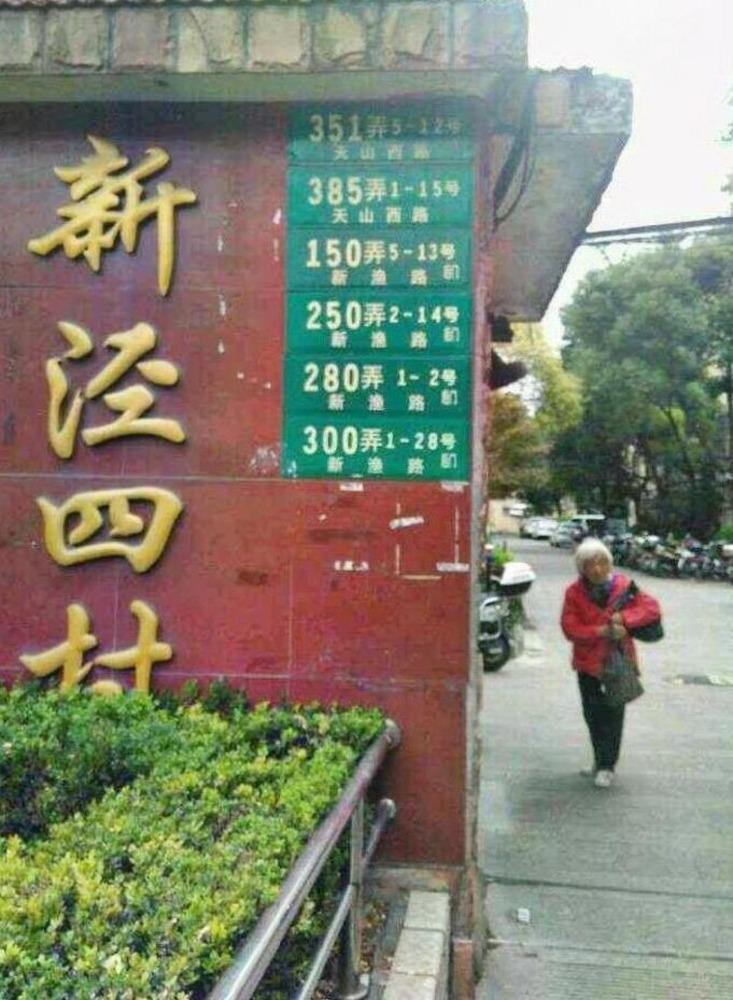 新泾四村
351弄5-12号
天山西路
385弄1-15号
天山西路
150弄5-13号
新渔路 
250弄2-14号
新渔路
280弄1-2号
新渔路
300弄1-28号
新渔路